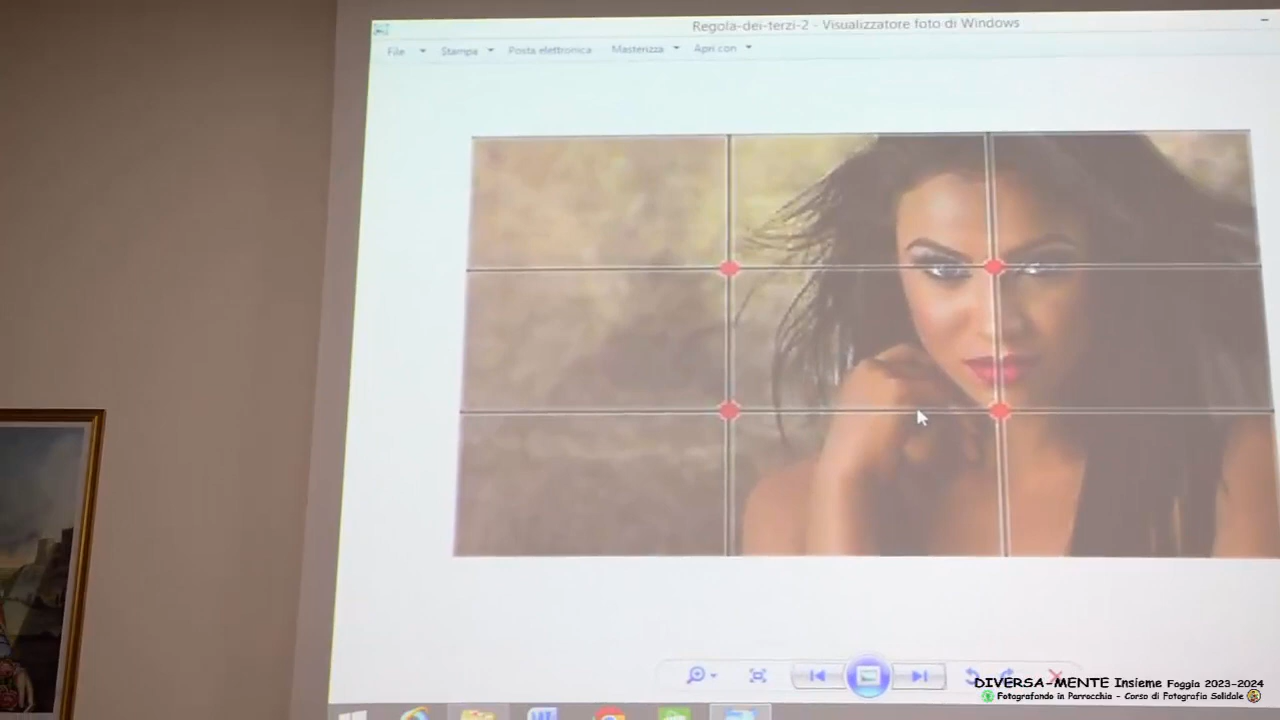 Regola-dei-terzi-2 - Visualizzatore foto di Windows
File Stampa Posta elettronica Masterizza Apri con
DIVERSA-MENTE Insieme Foggia 2023-2024
Fotografando in Parrocchia - Corso di Fotografia Solidale